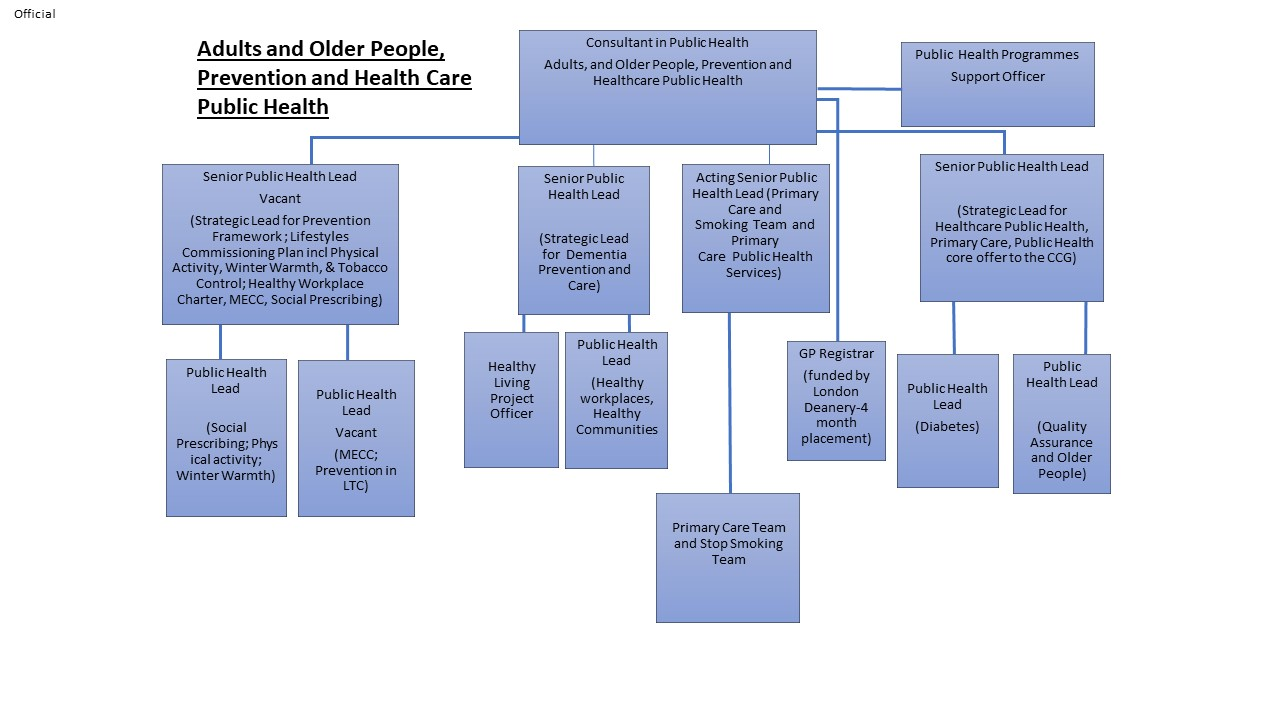 Official
Adults and Older People,
Prevention and Health Care
Public Health
Consultant in Public Health
Adults, and Older People, Prevention and
Healthcare Public Health
Public Health Programmes
Support Officer
Senior Public Health Lead
Vacant
(Strategic Lead for Prevention
Framework; Lifestyles
Commissioning Plan incl Physical
Activity, Winter Warmth, & Tobacco
Control; Healthy Workplace
Charter, MECC, Social Prescribing)
Senior Public
Health Lead
(Strategic Lead
for Dementia
Prevention and
Care)
Acting Senior Public
Health Lead (Primary
Care and
Smoking Team and
Primary
Care Public Health
Services)
Senior Public Health Lead
(Strategic Lead for
Healthcare Public Health,
Primary Care, Public Health
core offer to the CCG)
Public Health
Lead
(Social
Prescribing; Phys
ical activity;
Winter Warmth)
Public Health
Lead
Vacant
(MECC;
Prevention in
LTC)
Healthy
Living
Project
Officer
Public Health
Lead
(Healthy
workplaces,
Healthy
Communities
GP Registrar
(funded by
London
Deanery-4
month
placement)
Public Health
Lead
(Diabetes)
Public
Health Lead
(Quality
Assurance
and Older
People)
Primary Care Team
and Stop Smoking
Team